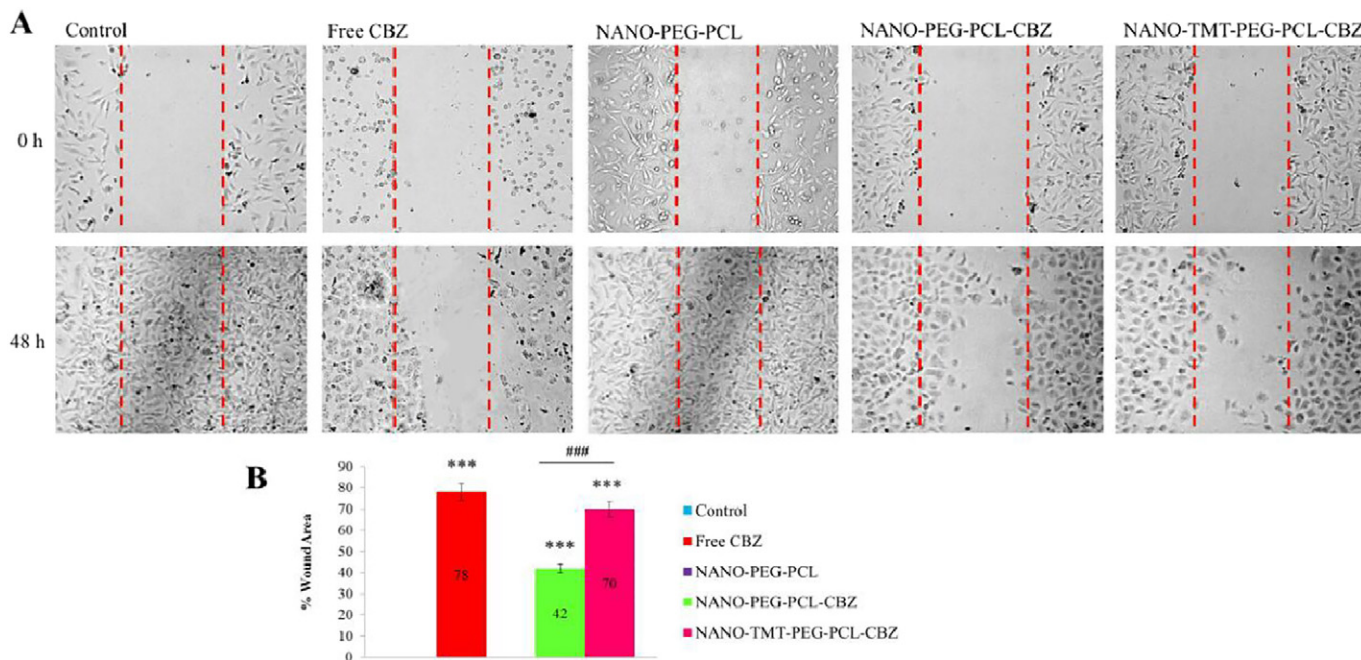 A
Control
Free CBZ
NANO-PEG-PCL
NANO-PEG-PCL-CBZ
NANO-TMT-PEG-PCL-CBZ
0 h
48 h
B
% Wound Area
90
80
70
60
50
40
30
20
10
0
***
78
***
42
###
***
70
Control
Free CBZ
NANO-PEG-PCL
NANO-PEG-PCL-CBZ
NANO-TMT-PEG-PCL-CBZ